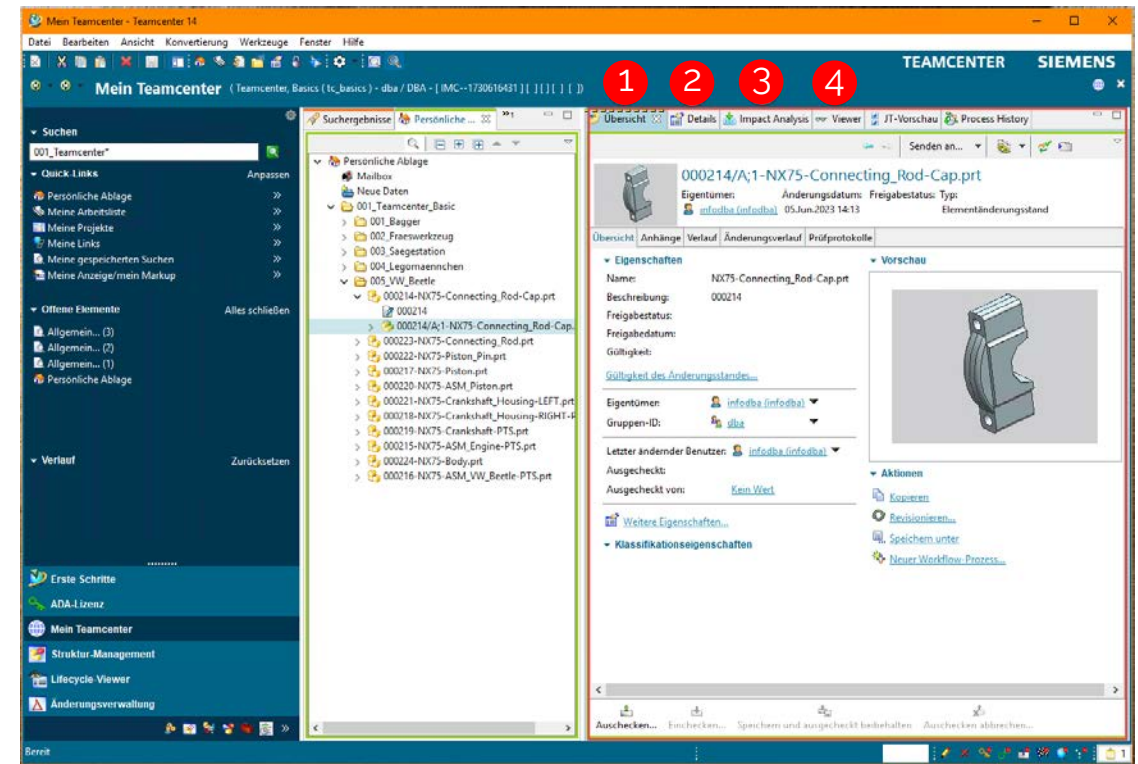 Mein Teamcenter - Teamcenter 14
Datei Bearbeiten Ansicht Konvertierung Werkzeuge Fenster Hilfe
TEAMCENTER SIEMENS
Mein Teamcenter ( Teamcenter, Basics ( tc_basics ) - dba / DBA - [ IMC--1730616431 ] [ ] [ ] [ ] [ ])
1 2 3 4
Suchen
001_Teamcenter*
Quick Links Anpassen
Persönliche Ablage
Meine Arbeitsliste
Meine Projekte
Meine Links
Meine gespeicherten Suchen
Meine Anzeige/mein Markup
Offene Elemente Alles schließen
Allgemein... (3)
Allgemein... (2)
Allgemein... (1)
Persönliche Ablage
Verlauf Zurücksetzen
Erste Schritte
ADA-Lizenz
Mein Teamcenter
Struktur-Management
Lifecycle-Viewer
Änderungsverwaltung
Bereit
Suchergebnisse Persönliche ... »1
Persönliche Ablage
Mailbox
Neue Daten
001_Teamcenter_Basic
001_Bagger
002_Fraeswerkzeug
003_Saegestation
004_Legomaennchen
005_VW_Beetle
000214-NX75-Connecting_Rod-Cap.prt
000214
000214/A;1-NX75-Connecting_Rod-Cap.
000223-NX75-Connecting_Rod.prt
000222-NX75-Piston_Pin.prt
000217-NX75-Piston.prt
000220-NX75-ASM_Piston.prt
000221-NX75-Crankshaft_Housing-LEFT.prt
000218-NX75-Crankshaft_Housing-RIGHT-P
000219-NX75-Crankshaft-PTS.prt
000215-NX75-ASM_Engine-PTS.prt
000224-NX75-Body.prt
000216-NX75-ASM_VW_Beetle-PTS.prt
Übersicht Details Impact Analysis Viewer JT-Vorschau Process History
Senden an...
000214/A;1-NX75-Connecting_Rod-Cap.prt
Eigentümer: Änderungsdatum: Freigabestatus: Typ:
infodba (infodba) 05.Jun.2023 14:13 Elementänderungsstand
Übersicht Anhänge Verlauf Änderungsverlauf Prüfprotokolle
Eigenschaften
Name: NX75-Connecting_Rod-Cap.prt
Beschreibung: 000214
Freigabestatus:
Freigabedatum:
Gültigkeit:
Gültigkeit des Änderungsstandes...
Eigentümer: infodba (infodba)
Gruppen-ID: dba
Letzter ändernder Benutzer: infodba (infodba)
Ausgecheckt:
Ausgecheckt von: Kein Wert
Weitere Eigenschaften...
Klassifikationseigenschaften
Vorschau
Aktionen
Kopieren
Revisionieren...
Speichern unter
Neuer Workflow-Prozess...
Auschecken... Einchecken... Speichern und ausgecheckt beibehalten Auschecken abbrechen...
1